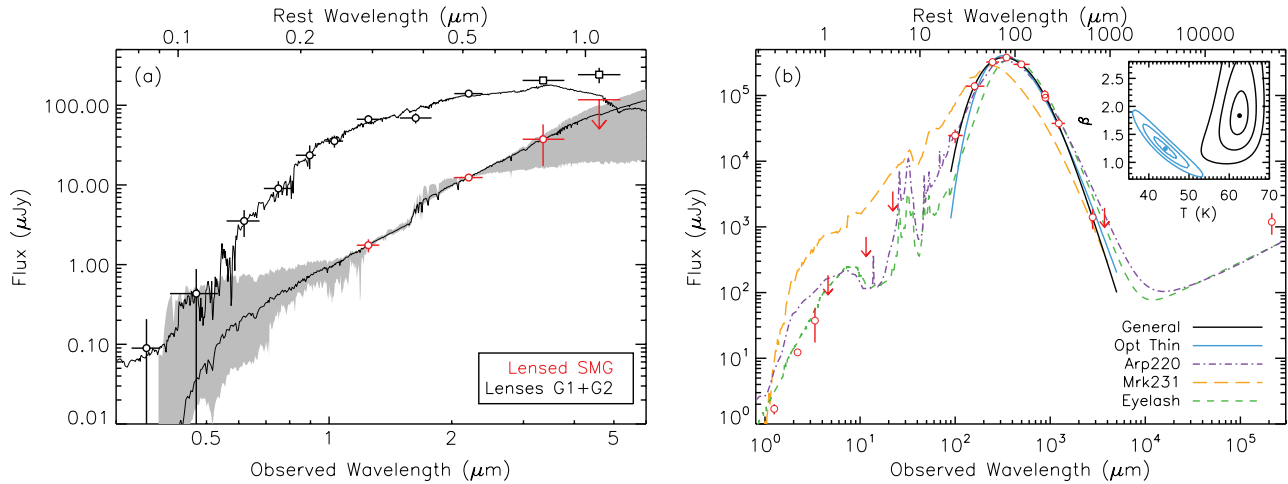 Rest Wavelength (μm)
0.1 0.2 0.5 1.0
(a)
100.00
10.00
1.00
0.10
0.01
Flux (μJy)
Lensed SMG
Lenses G1+G2
0.5 1 2 5
Observed Wavelength (μm)
Rest Wavelength (μm)
1 10 100 1000 10000
(b)
10⁵
10⁴
10³
10²
10¹
10⁰
Flux (μJy)
2.5
2.0
1.5
1.0
β
40 50 60 70
T (K)
General
Opt Thin
Arp220
Mrk231
Eyelash
10⁰ 10¹ 10² 10³ 10⁴ 10⁵
Observed Wavelength (μm)